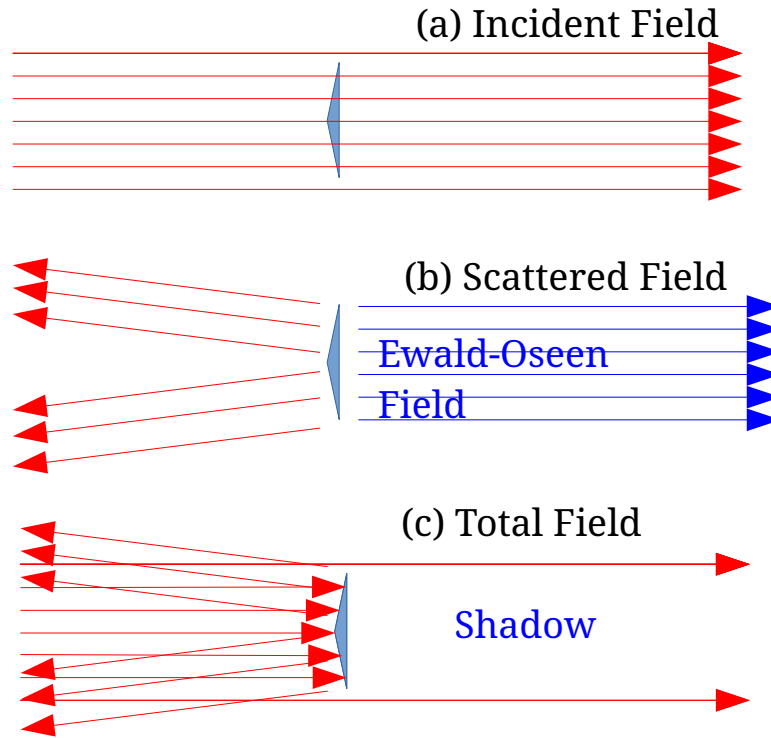 (a) Incident Field
(b) Scattered Field
Ewald-Oseen
Field
(c) Total Field
Shadow